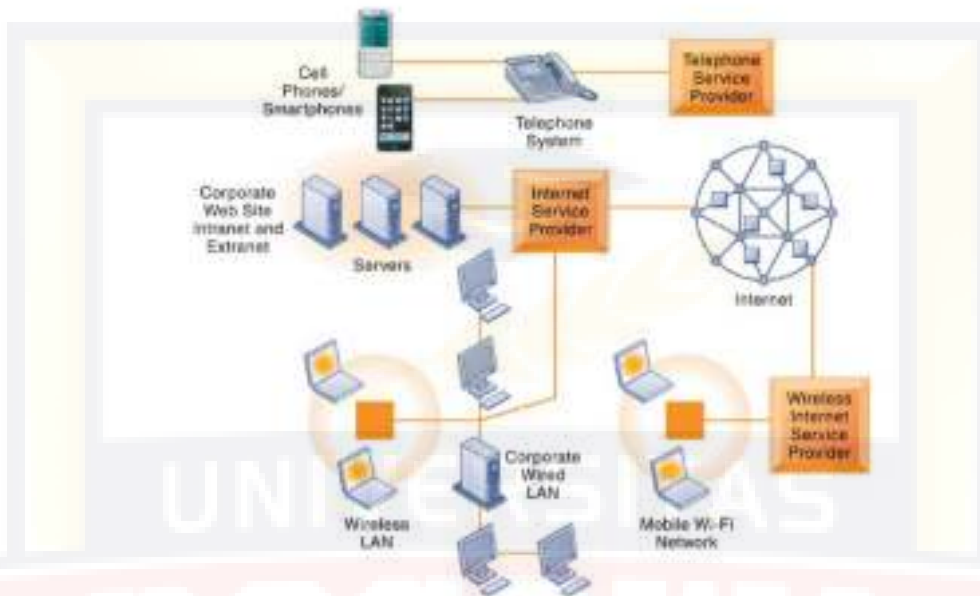 Cell
Phones/
Smartphones
Telephone
System
Telephone
Service
Provider
Corporate
Web Site
Intranet and
Extranet
Servers
Internet
Service
Provider
Internet
Wireless
Internet
Service
Provider
Corporate
Wired
LAN
Wireless
LAN
Mobile Wi-Fi
Network
UNIVERSITAS